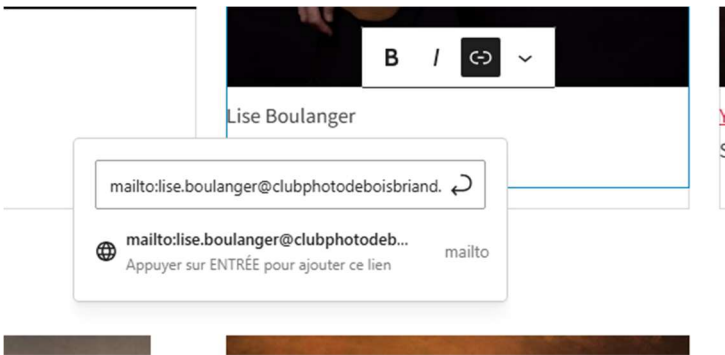 B I
Lise Boulanger
mailto:lise.boulanger@clubphotodeboisbriand.
mailto:lise.boulanger@clubphotodeb...
mailto
Appuyer sur ENTRÉE pour ajouter ce lien